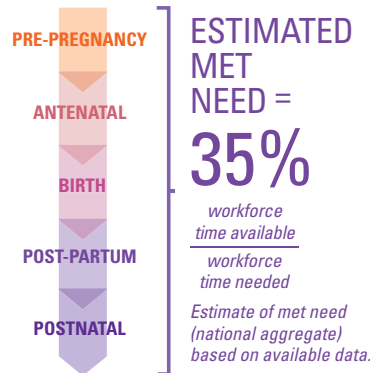 PRE-PREGNANCY
ANTENATAL
BIRTH
POST-PARTUM
POSTNATAL
ESTIMATED
MET
NEED =
35%
workforce
time available
workforce
time needed
Estimate of met need
(national aggregate)
based on available data.